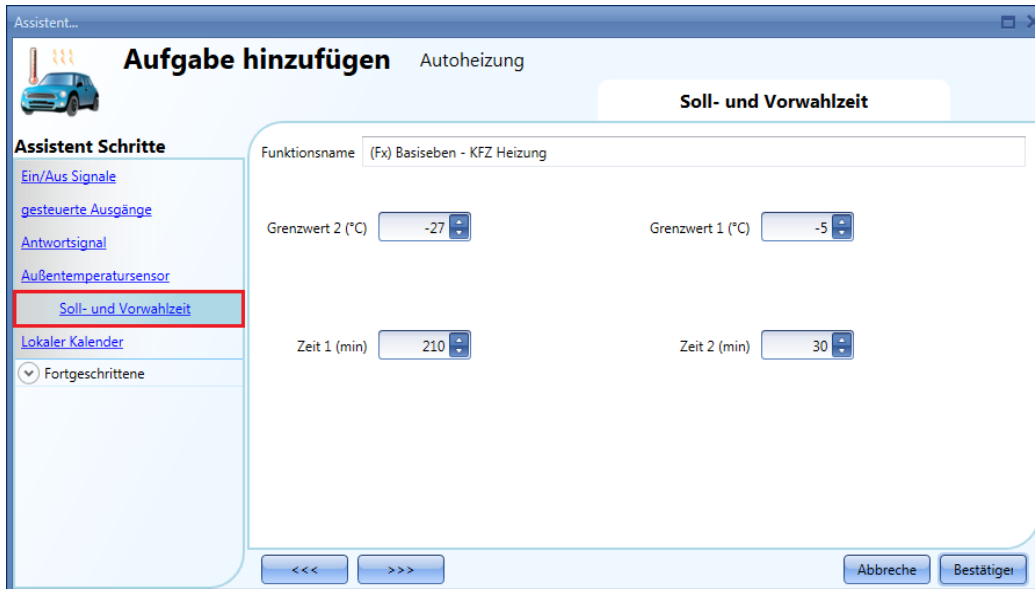 Assistent...
Aufgabe hinzufügen Autoheizung
Soll- und Vorwahlzeit
Assistent Schritte
Ein/Aus Signale
gesteuerte Ausgänge
Antwortsignal
Außentemperatursensor
Soll- und Vorwahlzeit
Lokaler Kalender
Fortgeschrittene
Funktionsname (Fx) Basiseben - KFZ Heizung
Grenzwert 2 (°C) -27 Grenzwert 1 (°C) -5
Zeit 1 (min) 210 Zeit 2 (min) 30
<<< >>> Abbreche Bestätiger